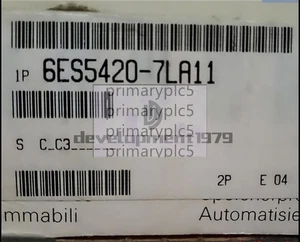 1P 6ES5420-7LA11
primaryplc5
primaryplc5
primaryplc5
S C_C3
development1979
primaryplc5
2P E 04
mmabili
Automatisie